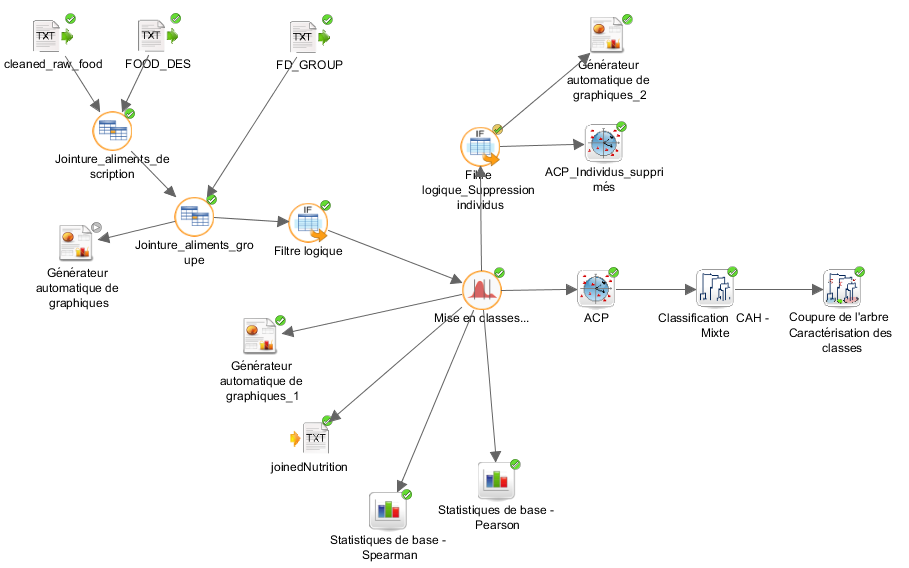 TXT
TXT
TXT
cleaned_raw_food
FOOD_DES
FD_GROUP
Générateur
automatique de
graphiques_2
Jointure_aliments_de
scription
IF
Filtre
logique_Suppression
individus
ACP_Individus_suppri
més
Jointure_aliments_gro
upe
IF
Filtre logique
Générateur
automatique de
graphiques
Mise en classes...
ACP
Classification CAH -
Mixte
Coupure de l'arbre
Caractérisation des
classes
Générateur
automatique de
graphiques_1
TXT
joinedNutrition
Statistiques de base -
Pearson
Statistiques de base -
Spearman